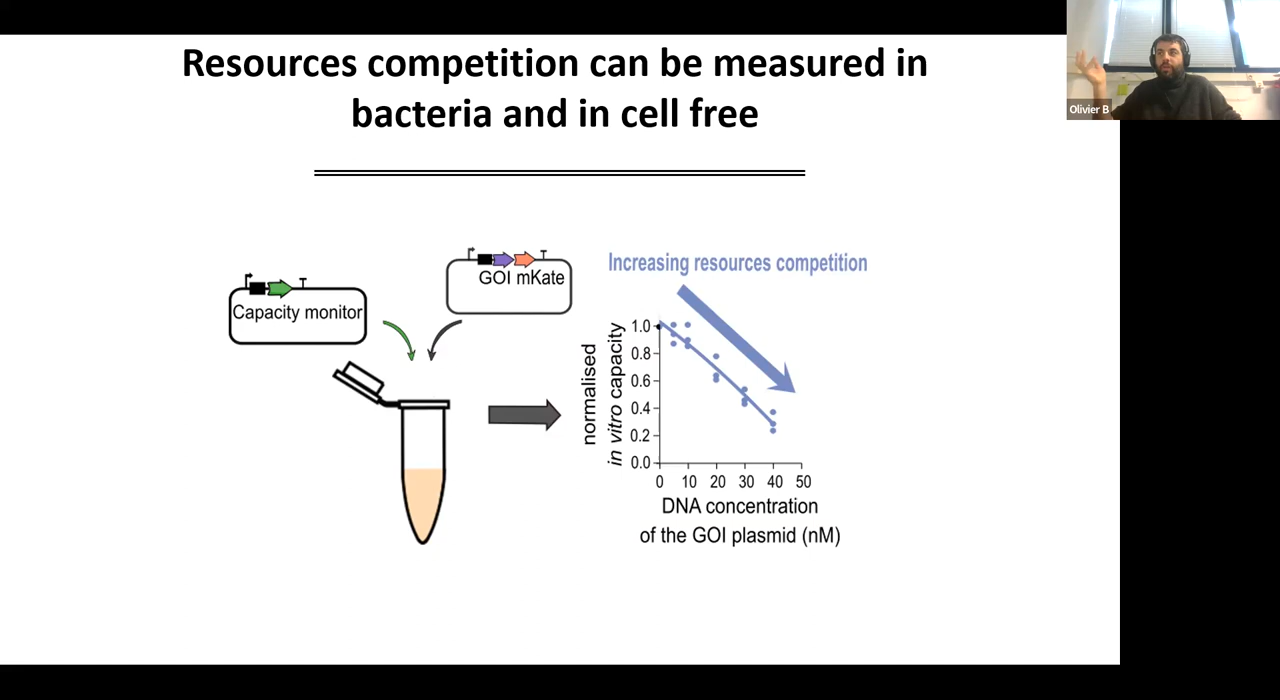 Resources competition can be measured in
bacteria and in cell free
Olivier B
GOI mKate
Capacity monitor
Increasing resources competition
normalised
in vitro capacity
1.0
0.8
0.6
0.4
0.2
0.0
0 10 20 30 40 50
DNA concentration
of the GOI plasmid (nM)